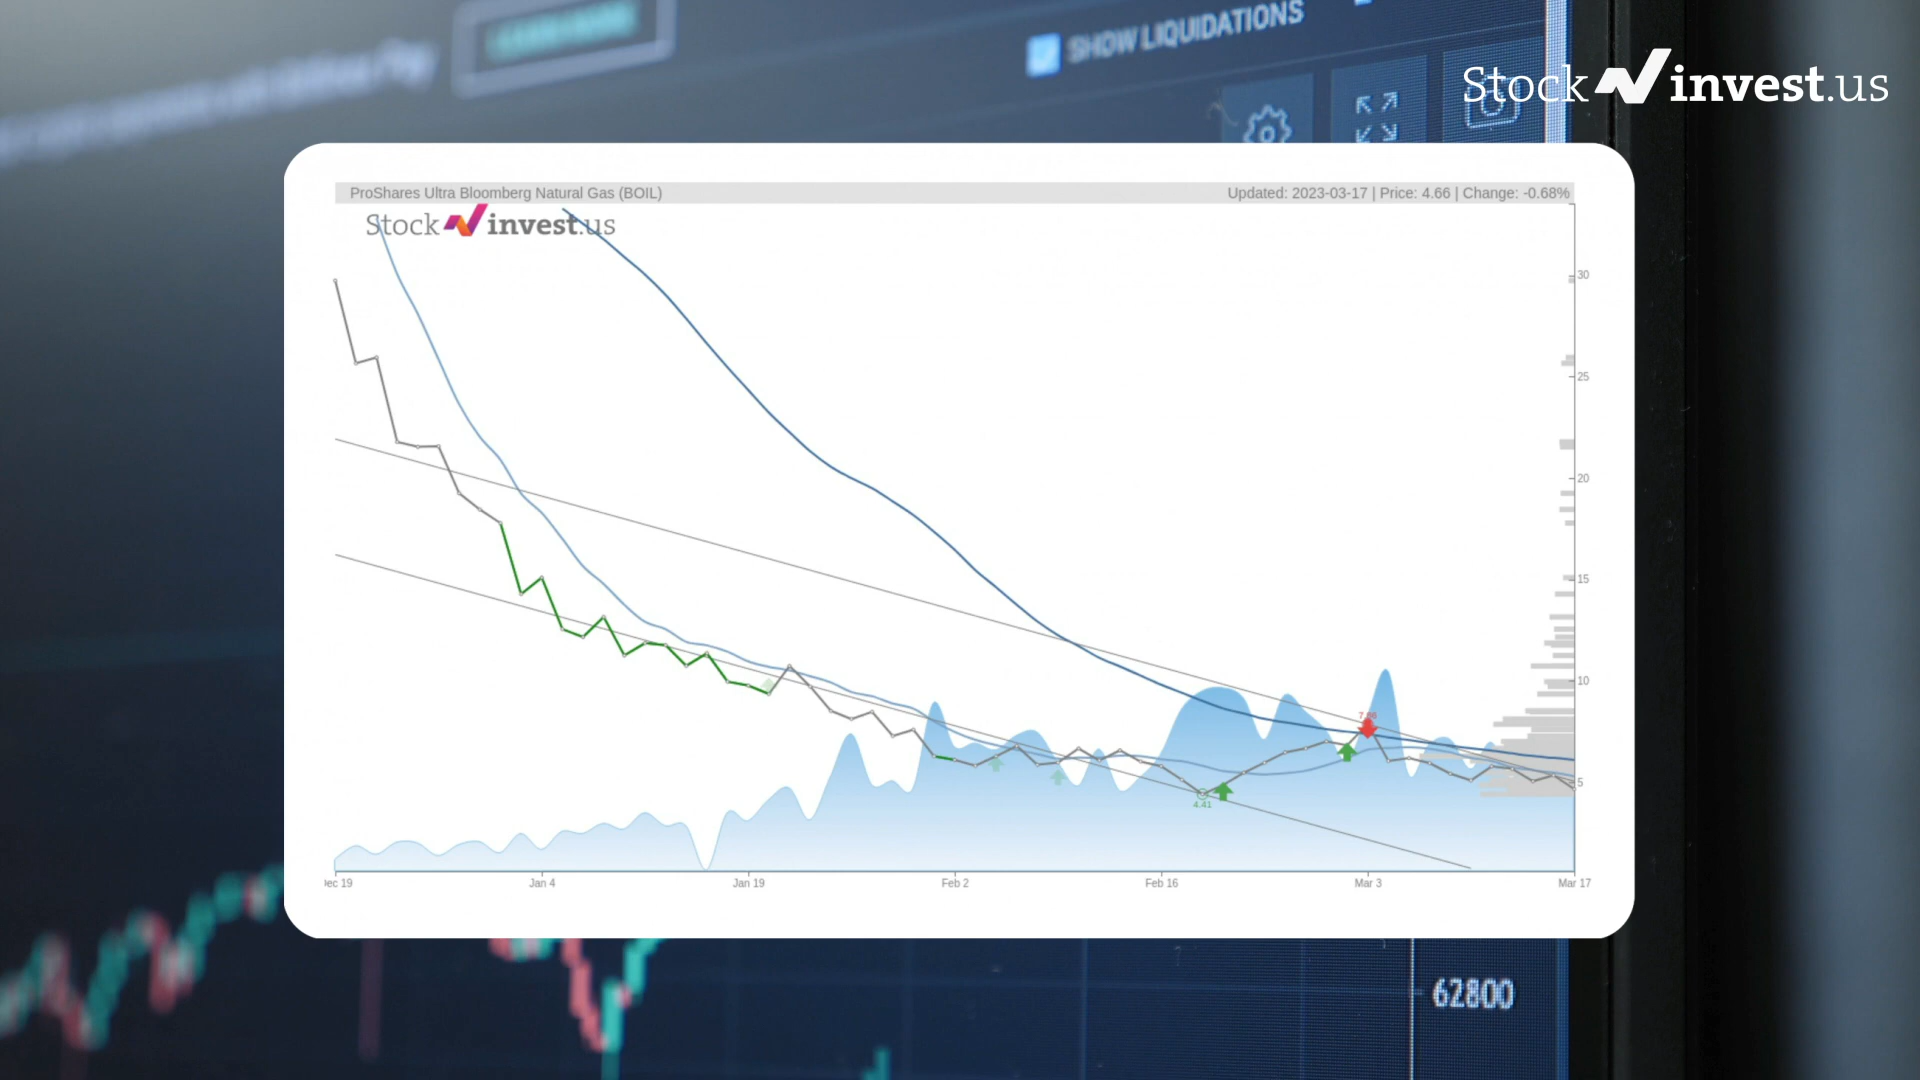 SHOW LIQUIDATIONS
Stock invest.us
ProShares Ultra Bloomberg Natural Gas (BOIL)
Updated: 2023-03-17 | Price: 4.66 | Change: -0.68%
Stock invest.us
30
25
20
15
10
5
4.41
ec 19
Jan 4
Jan 19
Feb 2
Feb 16
Mar 3
Mar 17
62800